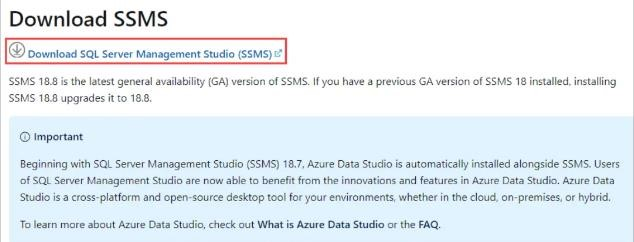 Download SSMS
Download SQL Server Management Studio (SSMS)
SSMS 18.8 is the latest general availability (GA) version of SSMS. If you have a previous GA version of SSMS 18 installed, installing
SSMS 18.8 upgrades it to 18.8.
Important
Beginning with SQL Server Management Studio (SSMS) 18.7, Azure Data Studio is automatically installed alongside SSMS. Users
of SQL Server Management Studio are now able to benefit from the innovations and features in Azure Data Studio. Azure Data
Studio is a cross-platform and open-source desktop tool for your environments, whether in the cloud, on-premises, or hybrid.
To learn more about Azure Data Studio, check out What is Azure Data Studio or the FAQ.